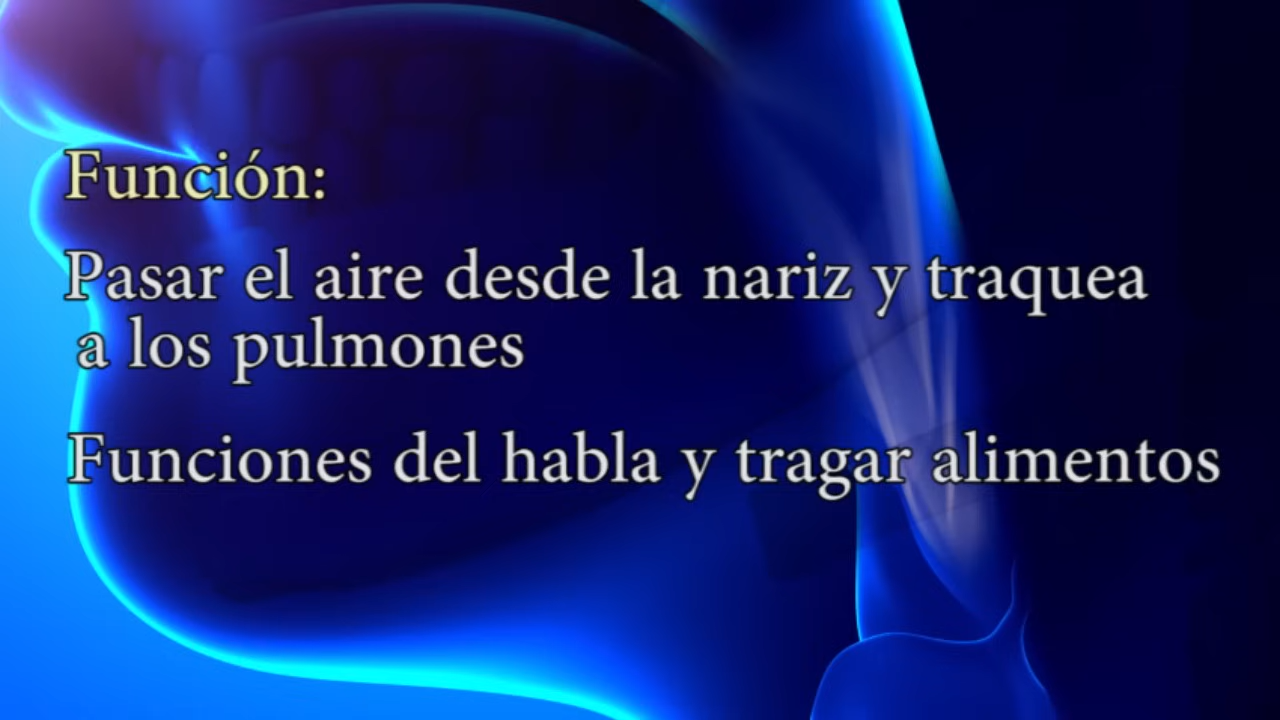 Función:
Pasar el aire desde la nariz y traquea
a los pulmones
Funciones del habla y tragar alimentos